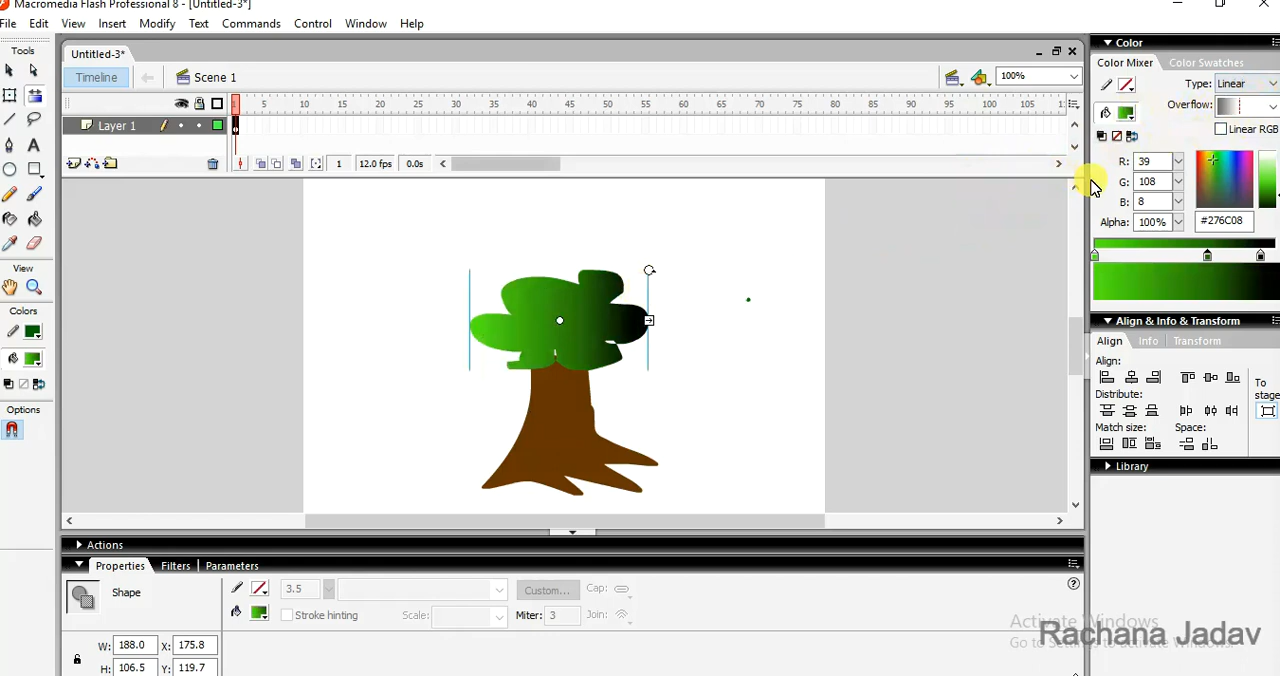 Macromedia Flash Professional 8 - [Untitled-3*]
File Edit View Insert Modify Text Commands Control Window Help
Tools
View
Colors
Options
Untitled-3*
Timeline Scene 1 100%
1 5 10 15 20 25 30 35 40 45 50 55 60 65 70 75 80 85 90 95 100 105 1
Layer 1
1 12.0 fps 0.0s
Color
Color Mixer Color Swatches
Type: Linear
Overflow:
Linear RGB
R: 39
G: 108
B: 8
Alpha: 100% #276C08
Align & Info & Transform
Align Info Transform
Align:
Distribute:
Match size: Space:
To
stage
Library
Actions
Properties Filters Parameters
Shape
3.5 Custom... Cap:
Stroke hinting Scale: Miter: 3 Join:
W: 188.0 X: 175.8
H: 106.5 Y: 119.7
Activate Windows
Go to Settings to activate Windows.
Rachana Jadav